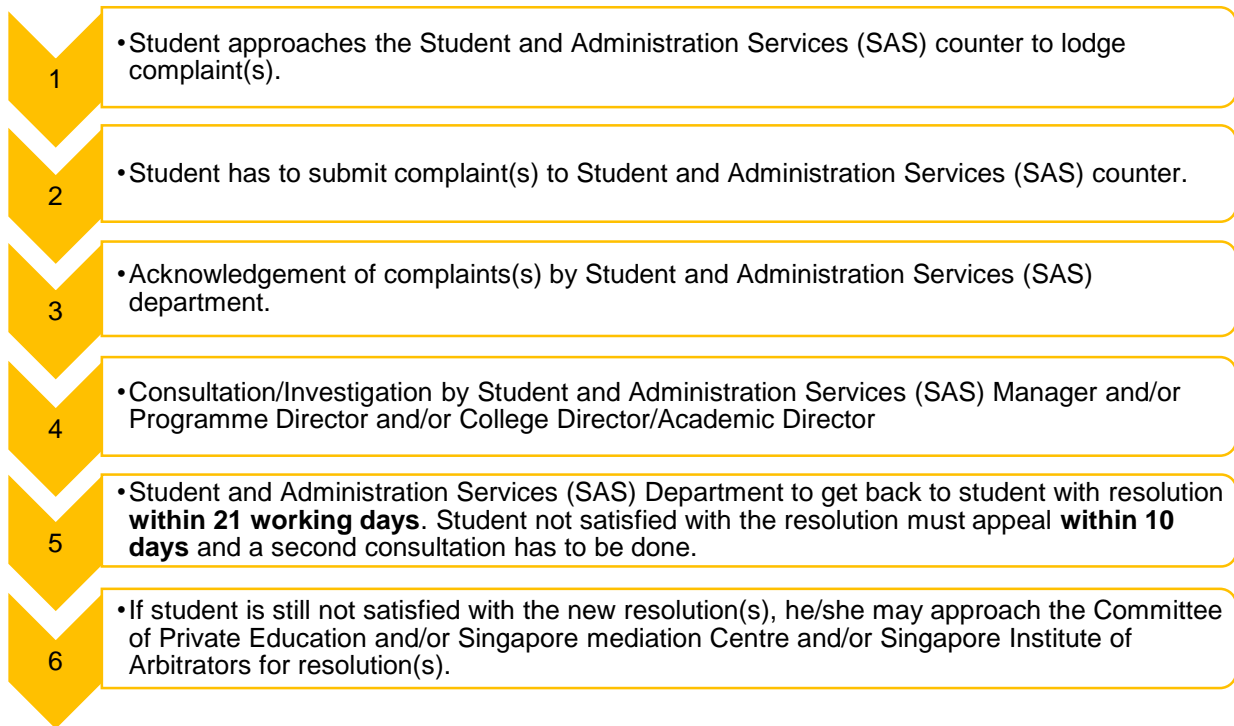 1
•Student approaches the Student and Administration Services (SAS) counter to lodge
complaint(s).
2
•Student has to submit complaint(s) to Student and Administration Services (SAS) counter.
3
•Acknowledgement of complaints(s) by Student and Administration Services (SAS)
department.
4
•Consultation/Investigation by Student and Administration Services (SAS) Manager and/or
Programme Director and/or College Director/Academic Director
5
•Student and Administration Services (SAS) Department to get back to student with resolution
within 21 working days. Student not satisfied with the resolution must appeal within 10
days and a second consultation has to be done.
6
•If student is still not satisfied with the new resolution(s), he/she may approach the Committee
of Private Education and/or Singapore mediation Centre and/or Singapore Institute of
Arbitrators for resolution(s).